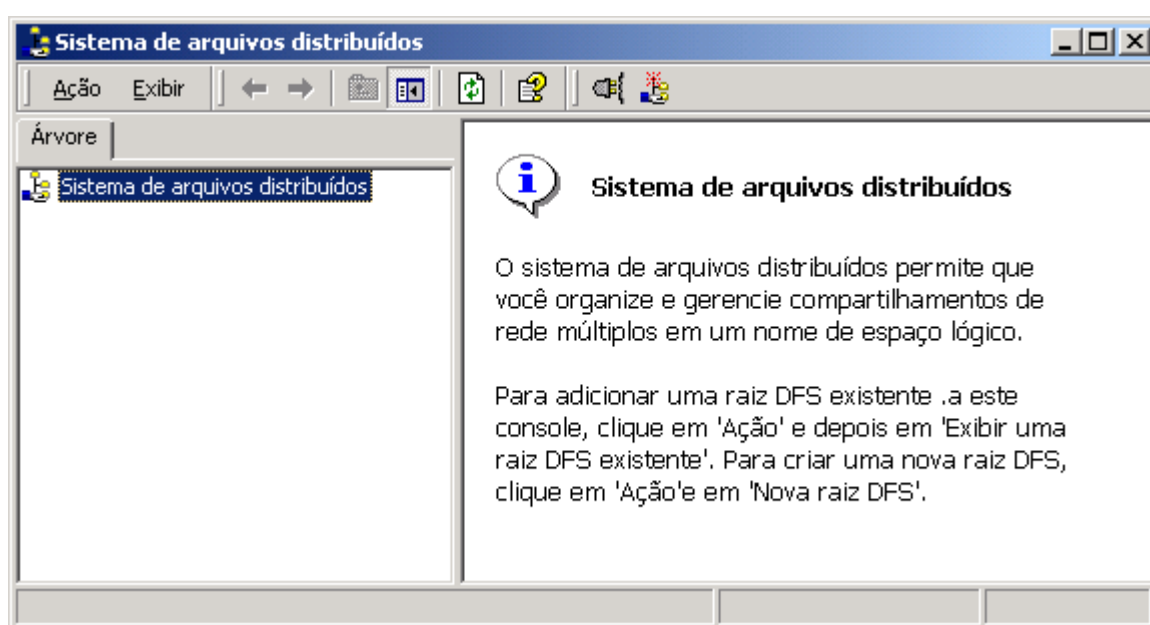 Sistema de arquivos distribuídos
Ação Exibir
Árvore
Sistema de arquivos distribuídos
Sistema de arquivos distribuídos
O sistema de arquivos distribuídos permite que
você organize e gerencie compartilhamentos de
rede múltiplos em um nome de espaço lógico.
Para adicionar uma raiz DFS existente .a este
console, clique em 'Ação' e depois em 'Exibir uma
raiz DFS existente'. Para criar uma nova raiz DFS,
clique em 'Ação'e em 'Nova raiz DFS'.